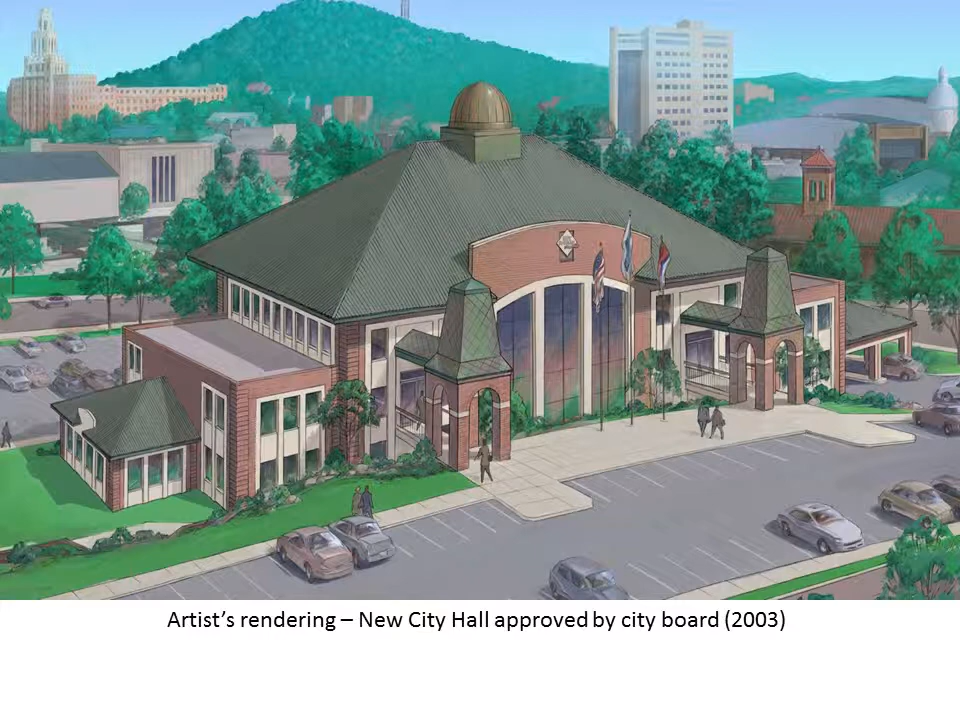 Artist’s rendering – New City Hall approved by city board (2003)